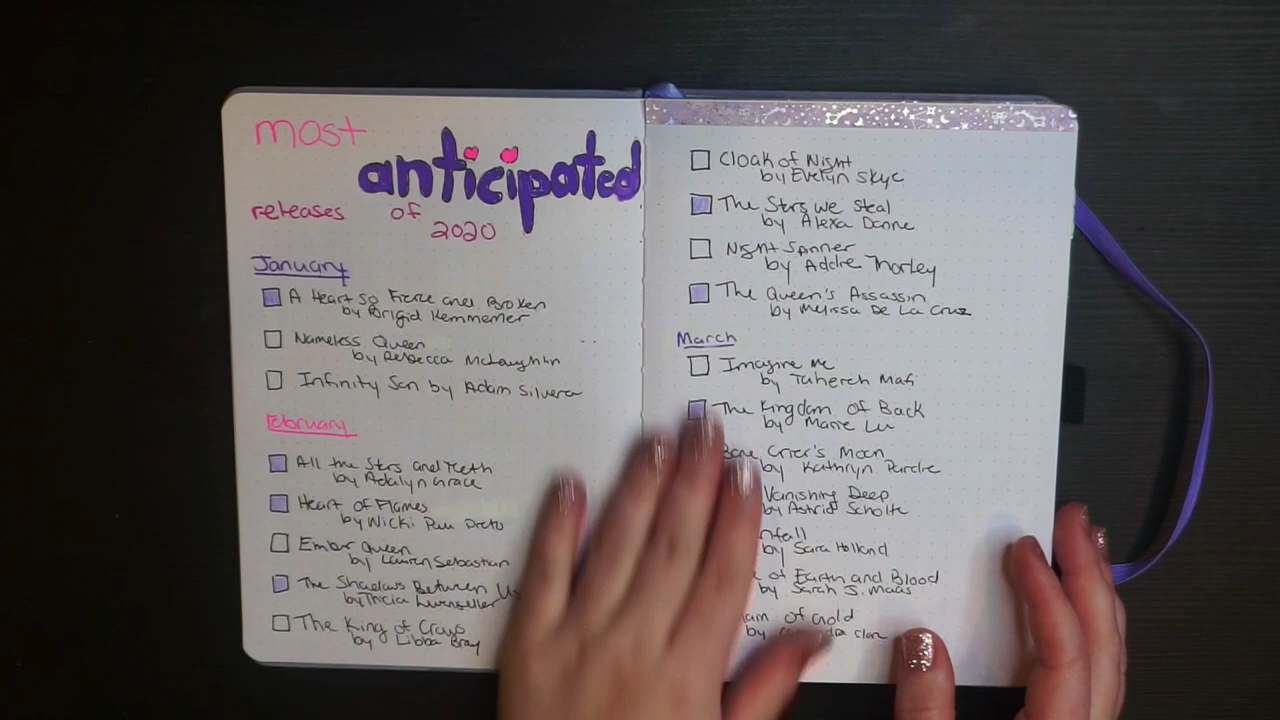 most
anticipated
releases of
2020
January
A Heart so Fierce and Broken
by Brigid Kemmemer
Nameless Queen
by Rebecca McLaughlin
Infinity Son by Adam Silvera
February
All the Stars and Teeth
by Adalyn Grace
Heart of Flames
by Nicki Pau Preto
Ember Queen
by Lauren Sebastian
The Shadows Between Us
by Tricia Levenseller
The King of Crows
by Libba Bray
Cloak of Night
by Evelyn Skye
The Stars we Steal
by Alexa Donne
Night Spinner
by Addie Thorley
The Queen's Assassin
by Melissa De La Cruz
March
Imagine me
by Tahereh Mafi
The Kingdom of Back
by Marie Lu
Crier's Moon
by Kathryn Purdie
Vanishing Deep
by Astrid Scholte
by Sara Holland
of Earth and Blood
by Sarah J. Maas
of Gold
by Clare